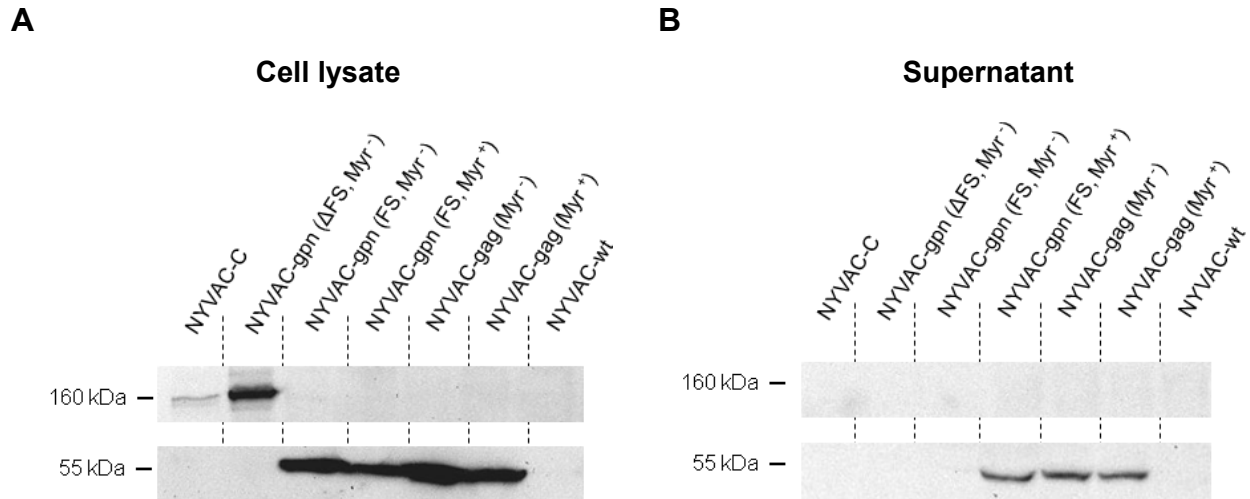 A
B
Cell lysate
Supernatant
NYVAC-C
NYVAC-gpn (ΔFS, Myr⁻)
NYVAC-gpn (FS, Myr⁻)
NYVAC-gpn (FS, Myr⁺)
NYVAC-gag (Myr⁻)
NYVAC-gag (Myr⁺)
NYVAC-wt
NYVAC-C
NYVAC-gpn (ΔFS, Myr⁻)
NYVAC-gpn (FS, Myr⁻)
NYVAC-gpn (FS, Myr⁺)
NYVAC-gag (Myr⁻)
NYVAC-gag (Myr⁺)
NYVAC-wt
160 kDa
55 kDa
160 kDa
55 kDa